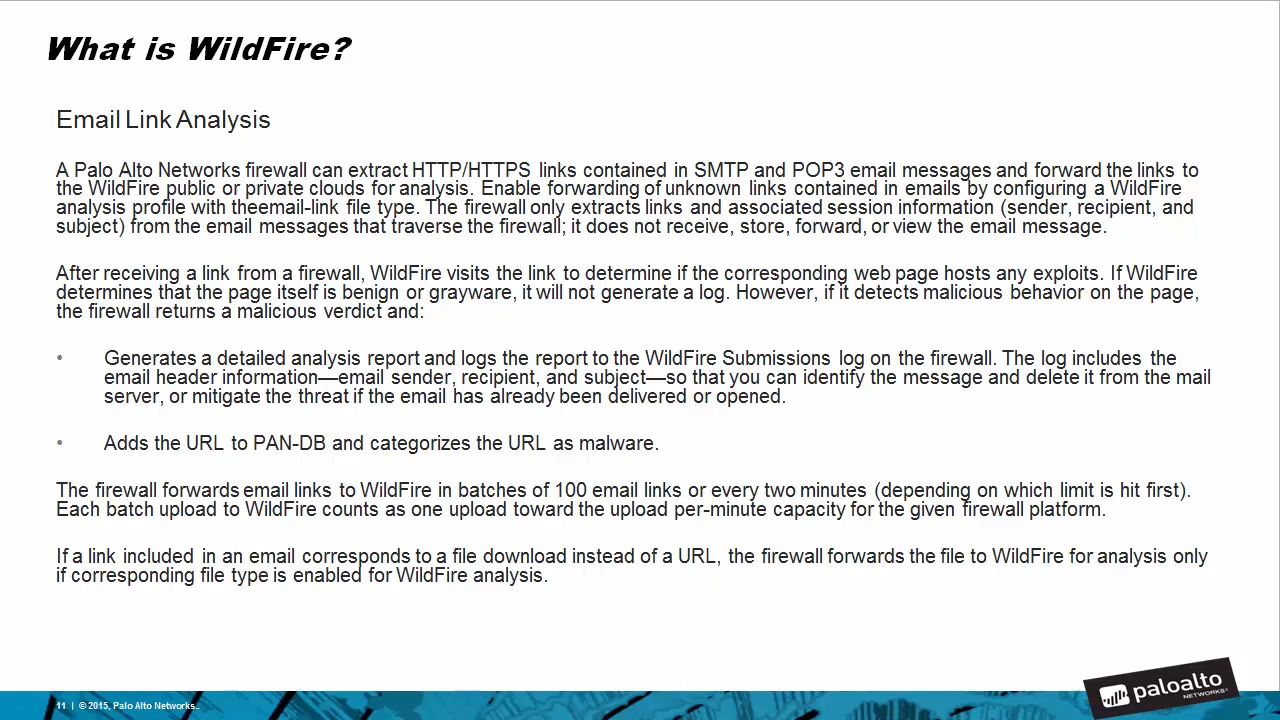 What is WildFire?
Email Link Analysis
A Palo Alto Networks firewall can extract HTTP/HTTPS links contained in SMTP and POP3 email messages and forward the links to
the WildFire public or private clouds for analysis. Enable forwarding of unknown links contained in emails by configuring a WildFire
analysis profile with theemail-link file type. The firewall only extracts links and associated session information (sender, recipient, and
subject) from the email messages that traverse the firewall; it does not receive, store, forward, or view the email message.
After receiving a link from a firewall, WildFire visits the link to determine if the corresponding web page hosts any exploits. If WildFire
determines that the page itself is benign or grayware, it will not generate a log. However, if it detects malicious behavior on the page,
the firewall returns a malicious verdict and:
• Generates a detailed analysis report and logs the report to the WildFire Submissions log on the firewall. The log includes the
email header information—email sender, recipient, and subject—so that you can identify the message and delete it from the mail
server, or mitigate the threat if the email has already been delivered or opened.
• Adds the URL to PAN-DB and categorizes the URL as malware.
The firewall forwards email links to WildFire in batches of 100 email links or every two minutes (depending on which limit is hit first).
Each batch upload to WildFire counts as one upload toward the upload per-minute capacity for the given firewall platform.
If a link included in an email corresponds to a file download instead of a URL, the firewall forwards the file to WildFire for analysis only
if corresponding file type is enabled for WildFire analysis.
11 | © 2015, Palo Alto Networks..
paloalto
NETWORKS®